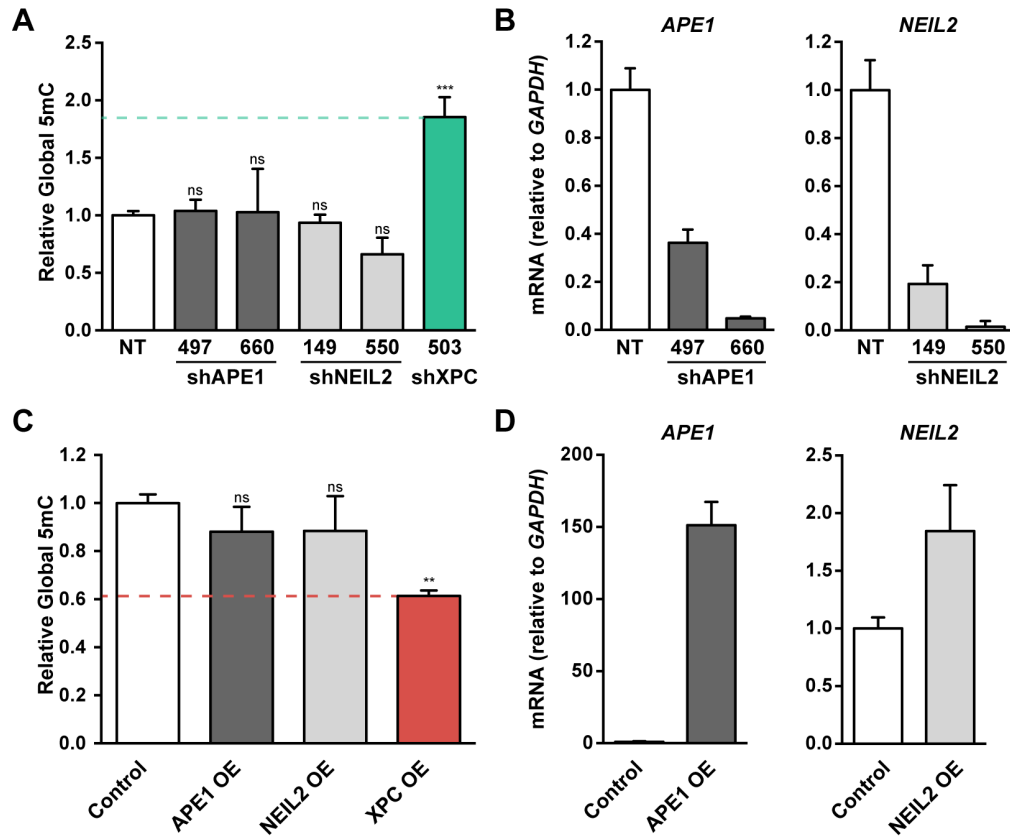 A
Relative Global 5mC
2.5
2.0
1.5
1.0
0.5
0.0
ns
ns
ns
ns
***
NT
497
660
149
550
503
shAPE1
shNEIL2
shXPC
B
APE1
mRNA (relative to GAPDH)
1.2
1.0
0.8
0.6
0.4
0.2
0.0
NT
497
660
shAPE1
NEIL2
1.2
1.0
0.8
0.6
0.4
0.2
0.0
NT
149
550
shNEIL2
C
Relative Global 5mC
1.2
1.0
0.8
0.6
0.4
0.2
0.0
ns
ns
**
Control
APE1 OE
NEIL2 OE
XPC OE
D
APE1
mRNA (relative to GAPDH)
200
150
100
50
0
Control
APE1 OE
NEIL2
2.5
2.0
1.5
1.0
0.5
0.0
Control
NEIL2 OE